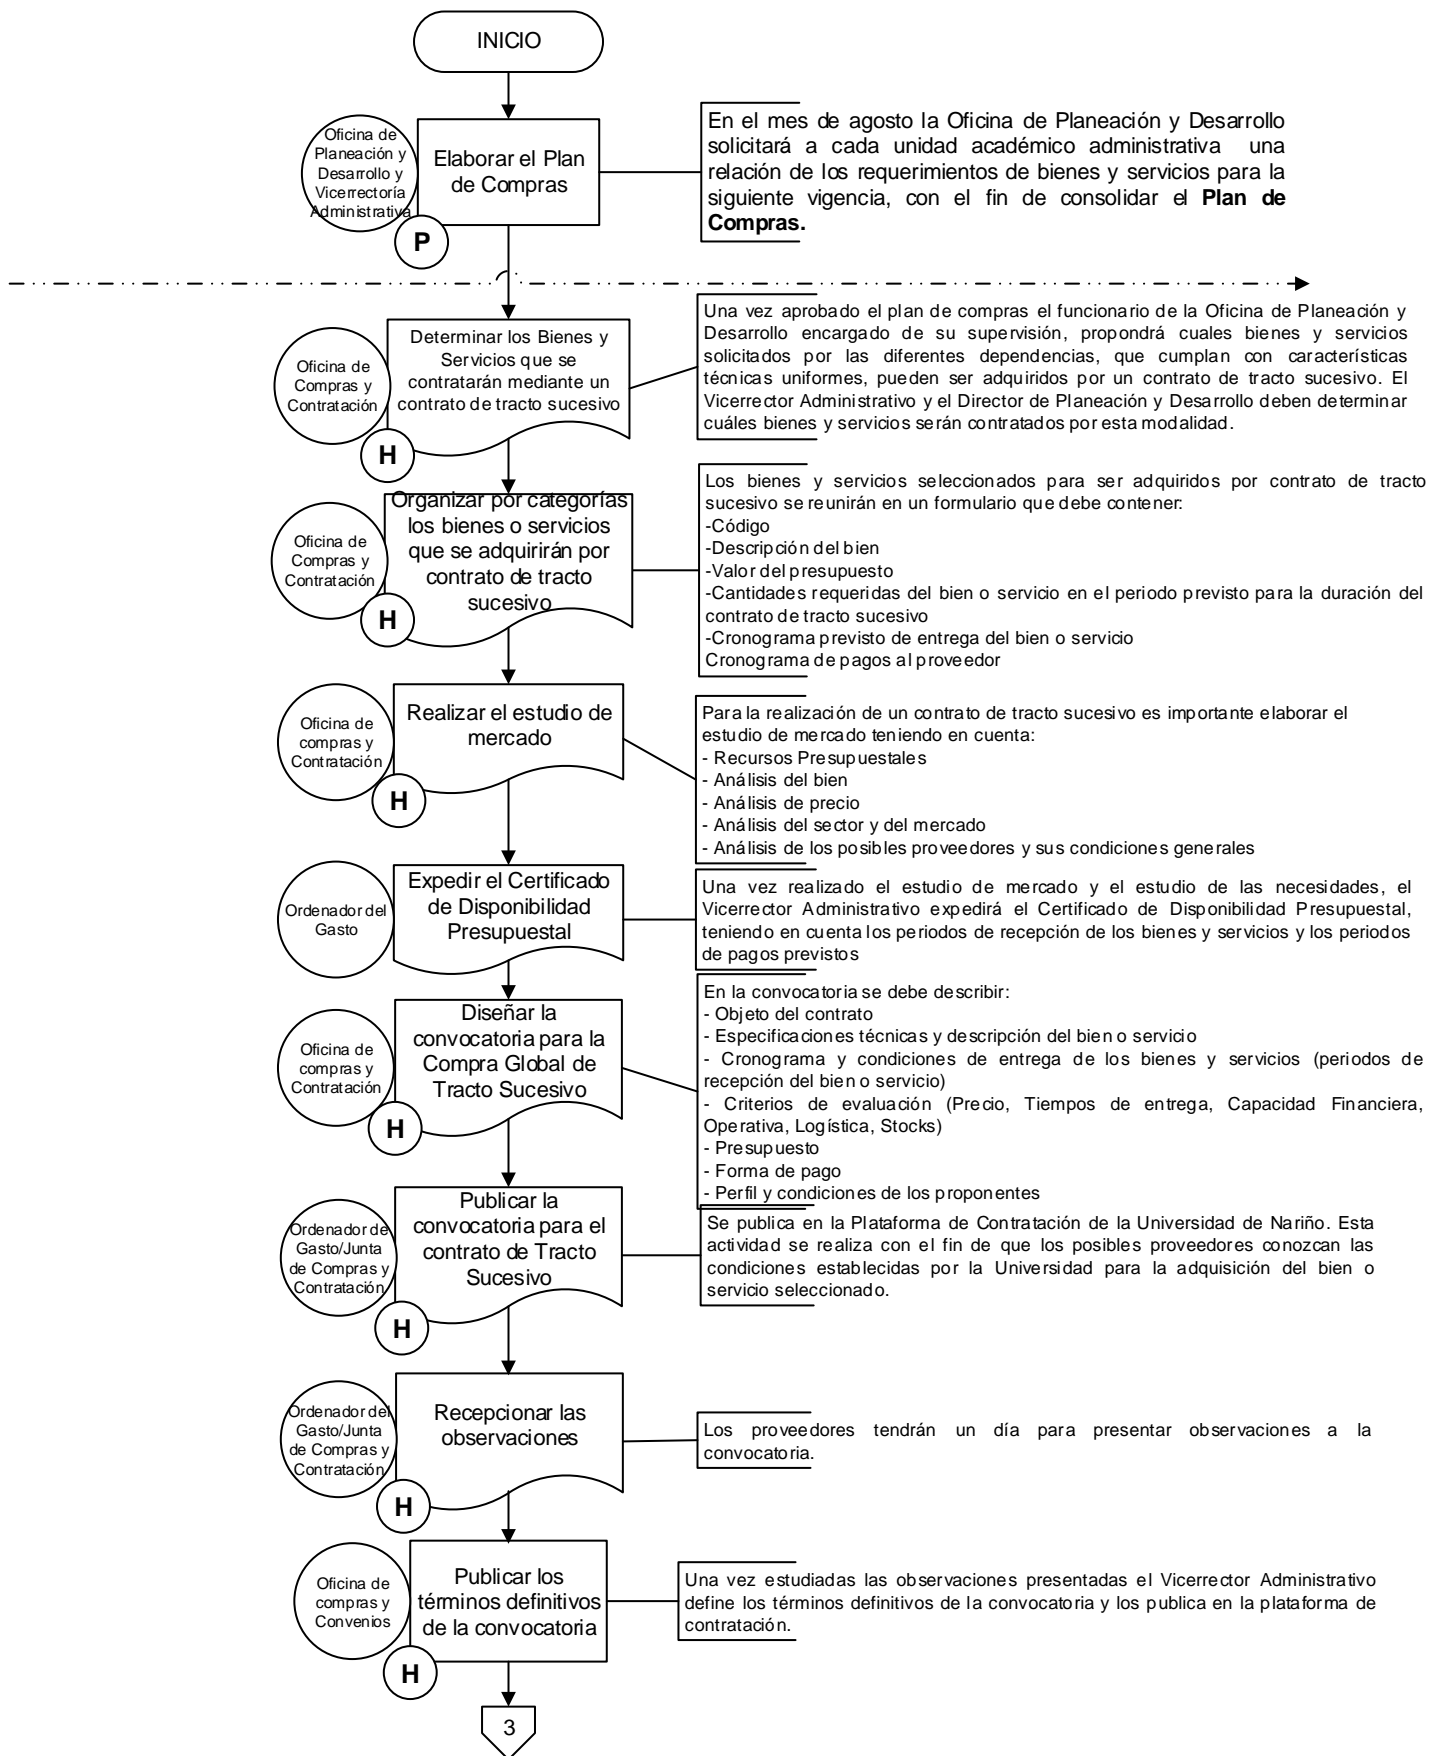 INICIO
Oficina de
Planeación y
Desarrollo y
Vicerrectoría
Administrativa
P
Elaborar el Plan
de Compras
En el mes de agosto la Oficina de Planeación y Desarrollo
solicitará a cada unidad académico administrativa una
relación de los requerimientos de bienes y servicios para la
siguiente vigencia, con el fin de consolidar el Plan de
Compras.
Oficina de
Compras y
Contratación
H
Determinar los Bienes y
Servicios que se
contratarán mediante un
contrato de tracto sucesivo
Una vez aprobado el plan de compras el funcionario de la Oficina de Planeación y
Desarrollo encargado de su supervisión, propondrá cuales bienes y servicios
solicitados por las diferentes dependencias, que cumplan con características
técnicas uniformes, pueden ser adquiridos por un contrato de tracto sucesivo. El
Vicerrector Administrativo y el Director de Planeación y Desarrollo deben determinar
cuáles bienes y servicios serán contratados por esta modalidad.
Oficina de
Compras y
Contratación
H
Organizar por categorías
los bienes o servicios
que se adquirirán por
contrato de tracto
sucesivo
Los bienes y servicios seleccionados para ser adquiridos por contrato de tracto
sucesivo se reunirán en un formulario que debe contener:
-Código
-Descripción del bien
-Valor del presupuesto
-Cantidades requeridas del bien o servicio en el periodo previsto para la duración del
contrato de tracto sucesivo
-Cronograma previsto de entrega del bien o servicio
Cronograma de pagos al proveedor
Oficina de
compras y
Contratación
H
Realizar el estudio de
mercado
Para la realización de un contrato de tracto sucesivo es importante elaborar el
estudio de mercado teniendo en cuenta:
- Recursos Presupuestales
- Análisis del bien
- Análisis de precio
- Análisis del sector y del mercado
- Análisis de los posibles proveedores y sus condiciones generales
Ordenador del
Gasto
Expedir el Certificado
de Disponibilidad
Presupuestal
Una vez realizado el estudio de mercado y el estudio de las necesidades, el
Vicerrector Administrativo expedirá el Certificado de Disponibilidad Presupuestal,
teniendo en cuenta los periodos de recepción de los bienes y servicios y los periodos
de pagos previstos
Oficina de
compras y
Contratación
H
Diseñar la
convocatoria para la
Compra Global de
Tracto Sucesivo
En la convocatoria se debe describir:
- Objeto del contrato
- Especificaciones técnicas y descripción del bien o servicio
- Cronograma y condiciones de entrega de los bienes y servicios (periodos de
recepción del bien o servicio)
- Criterios de evaluación (Precio, Tiempos de entrega, Capacidad Financiera,
Operativa, Logística, Stocks)
- Presupuesto
- Forma de pago
- Perfil y condiciones de los proponentes
Ordenador de
Gasto/Junta
de Compras y
Contratación
H
Publicar la
convocatoria para el
contrato de Tracto
Sucesivo
Se publica en la Plataforma de Contratación de la Universidad de Nariño. Esta
actividad se realiza con el fin de que los posibles proveedores conozcan las
condiciones establecidas por la Universidad para la adquisición del bien o
servicio seleccionado.
Ordenador del
Gasto/Junta
de Compras y
Contratación
H
Recepcionar las
observaciones
Los proveedores tendrán un día para presentar observaciones a la
convocatoria.
Oficina de
compras y
Convenios
H
Publicar los
términos definitivos
de la convocatoria
Una vez estudiadas las observaciones presentadas el Vicerrector Administrativo
define los términos definitivos de la convocatoria y los publica en la plataforma de
contratación.
3